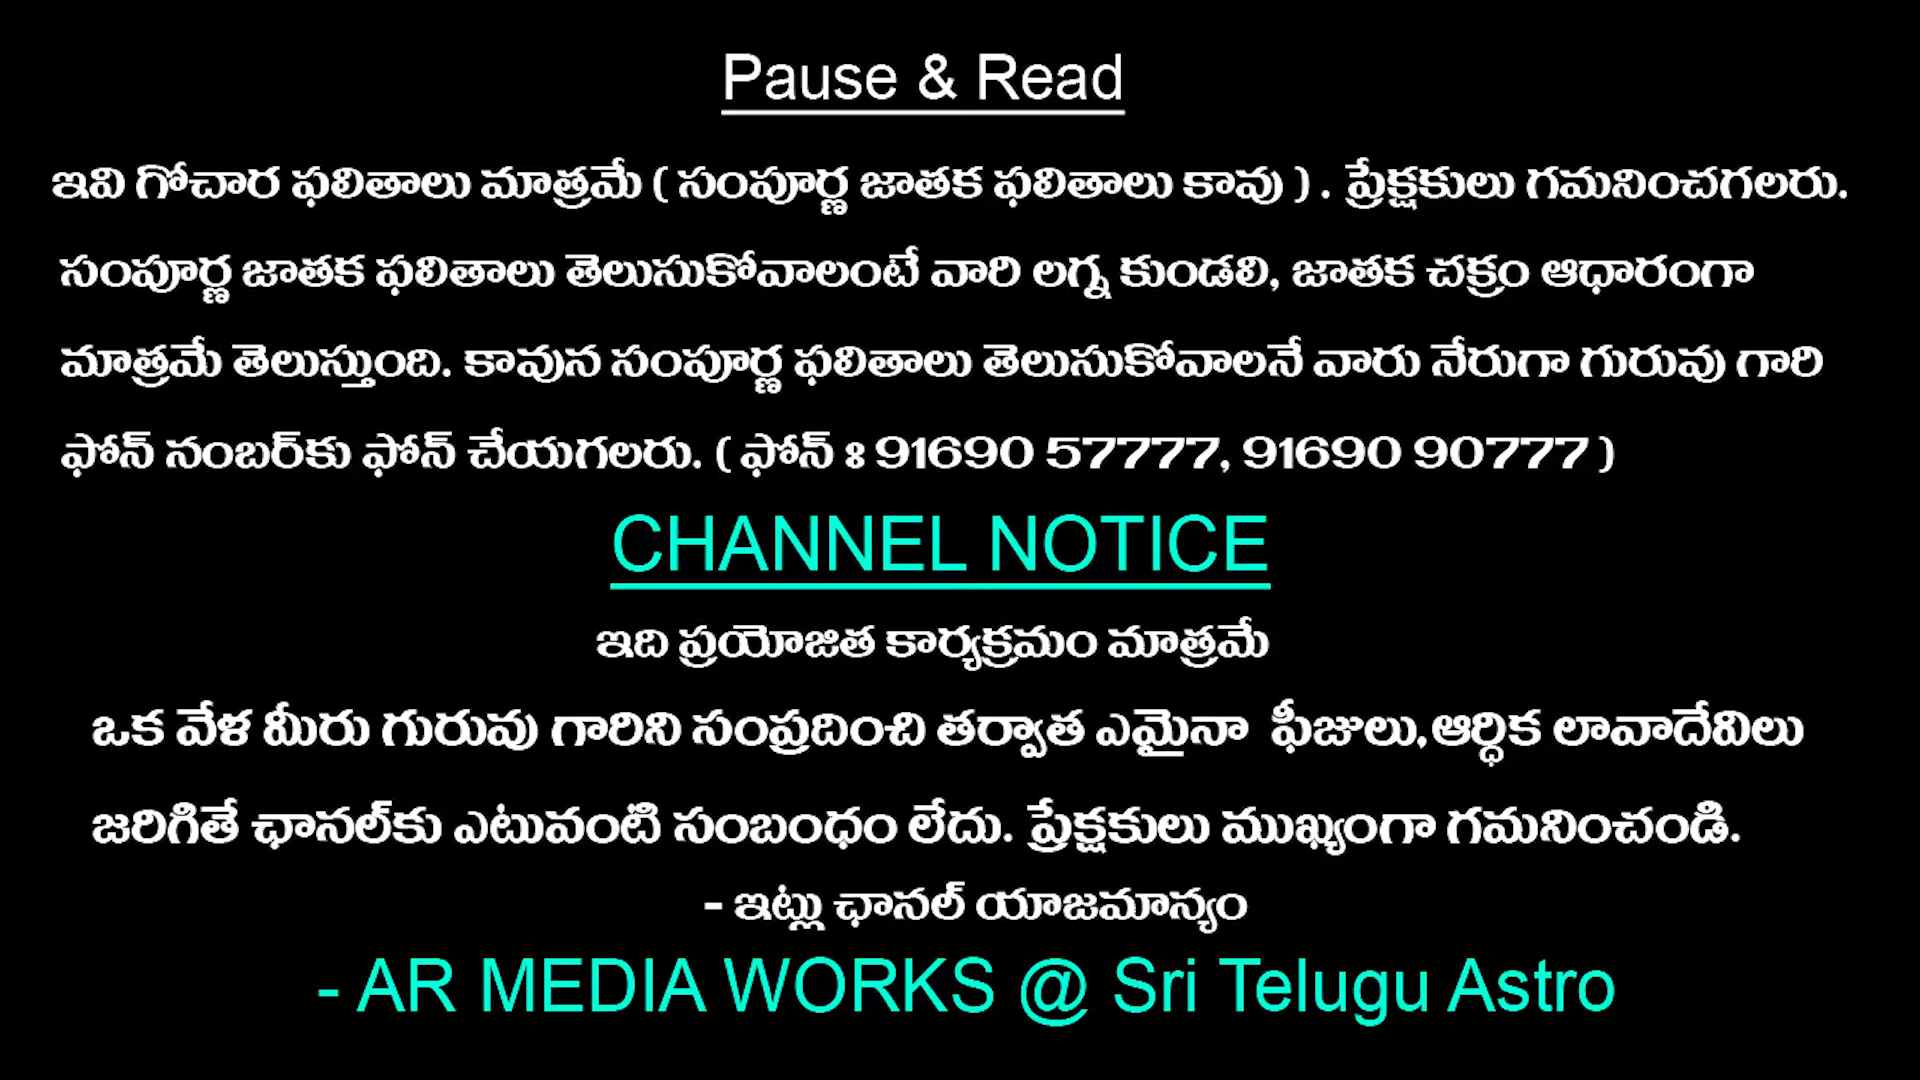 Pause & Read
ఇవి గోచార ఫలితాలు మాత్రమే ( సంపూర్ణ జాతక ఫలితాలు కావు ) . ప్రేక్షకులు గమనించగలరు.
సంపూర్ణ జాతక ఫలితాలు తెలుసుకోవాలంటే వారి లగ్న కుండలి, జాతక చక్రం ఆధారంగా
మాత్రమే తెలుస్తుంది. కావున సంపూర్ణ ఫలితాలు తెలుసుకోవాలనే వారు నేరుగా గురువు గారి
ఫోన్ నంబర్‌కు ఫోన్ చేయగలరు. ( ఫోన్ ః 91690 57777, 91690 90777 )
CHANNEL NOTICE
ఇది ప్రయోజిత కార్యక్రమం మాత్రమే
ఒక వేళ మీరు గురువు గారిని సంప్రదించి తర్వాత ఎమైనా ఫీజులు,ఆర్ధిక లావాదేవిలు
జరిగితే ఛానల్‌కు ఎటువంటి సంబంధం లేదు. ప్రేక్షకులు ముఖ్యంగా గమనించండి.
- ఇట్లు ఛానల్ యాజమాన్యం
- AR MEDIA WORKS @ Sri Telugu Astro